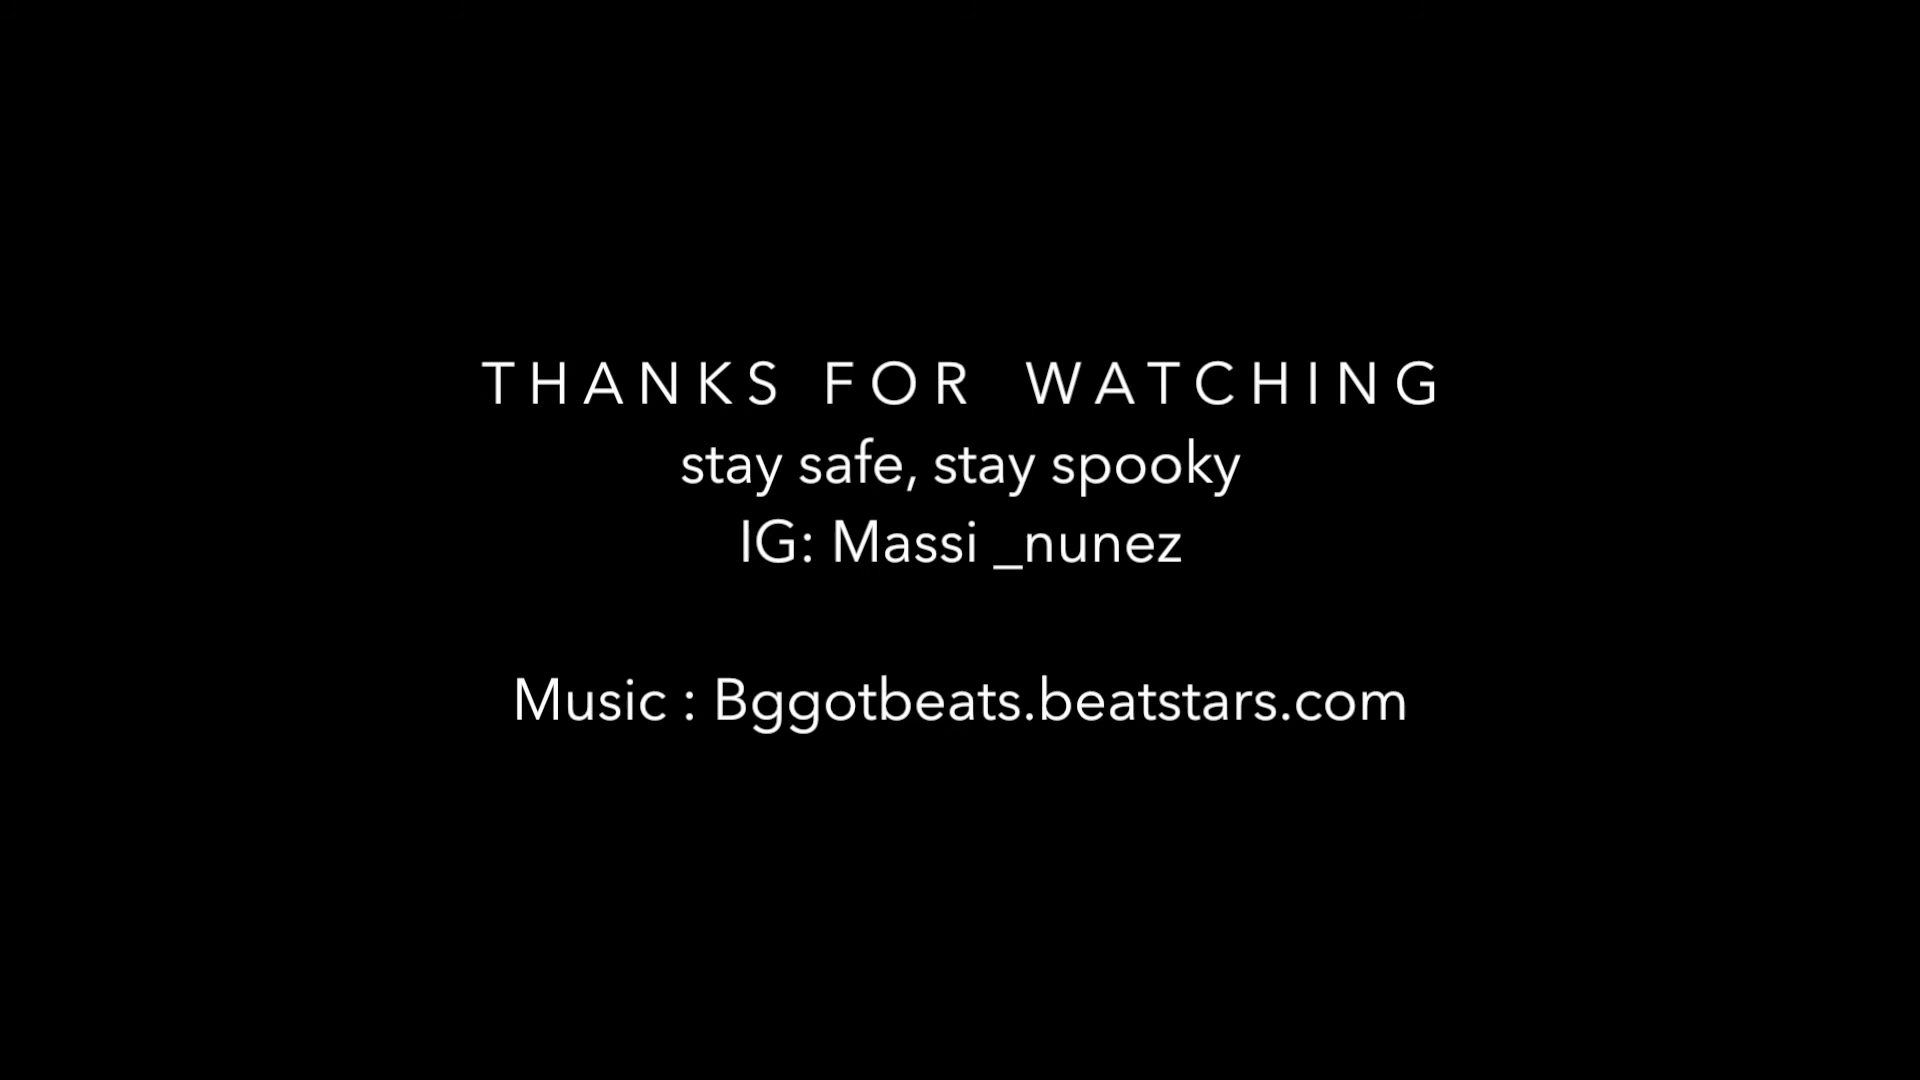 THANKS FOR WATCHING
stay safe, stay spooky
IG: Massi _nunez
Music : Bggotbeats.beatstars.com